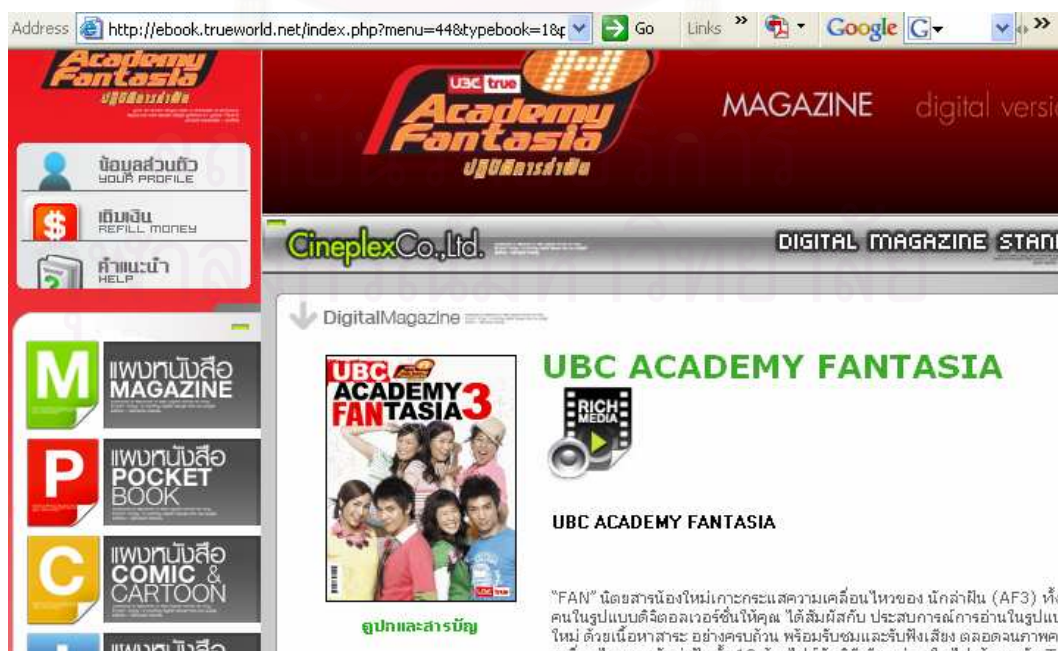 Address http://ebook.trueworld.net/index.php?menu=44&typebook=1& Go Links » Google G »
Academy
Fantasia
ปฏิบัติการล่าฝัน
UBC true
Academy
Fantasia
ปฏิบัติการล่าฝัน
MAGAZINE digital versio
ข้อมูลส่วนตัว
YOUR PROFILE
เติมเงิน
REFILL MONEY
คำแนะนำ
HELP
CineplexCo.,Ltd.
DIGITAL MAGAZINE STAN
DigitalMagazine
M
แผงหนังสือ
MAGAZINE
P
แผงหนังสือ
POCKET
BOOK
C
แผงหนังสือ
COMIC &
CARTOON
แผงหนังสือ
UBC
ACADEMY
FANTASIA3
UBC true
ดูปกและสารบัญ
UBC ACADEMY FANTASIA
RICH
MEDIA
UBC ACADEMY FANTASIA
"FAN" นิตยสารน้องใหม่เกาะกระแสความเคลื่อนไหวของ นักล่าฝัน (AF3) ทั้
คนในรูปแบบดิจิตอลเวอร์ชั่นให้คุณ ได้สัมผัสกับ ประสบการณ์การอ่านในรูปแบ
ใหม่ ด้วยเนื้อหาสาระ อย่างครบถ้วน พร้อมรับชมและรับฟังเสียง ตลอดจนภาพค